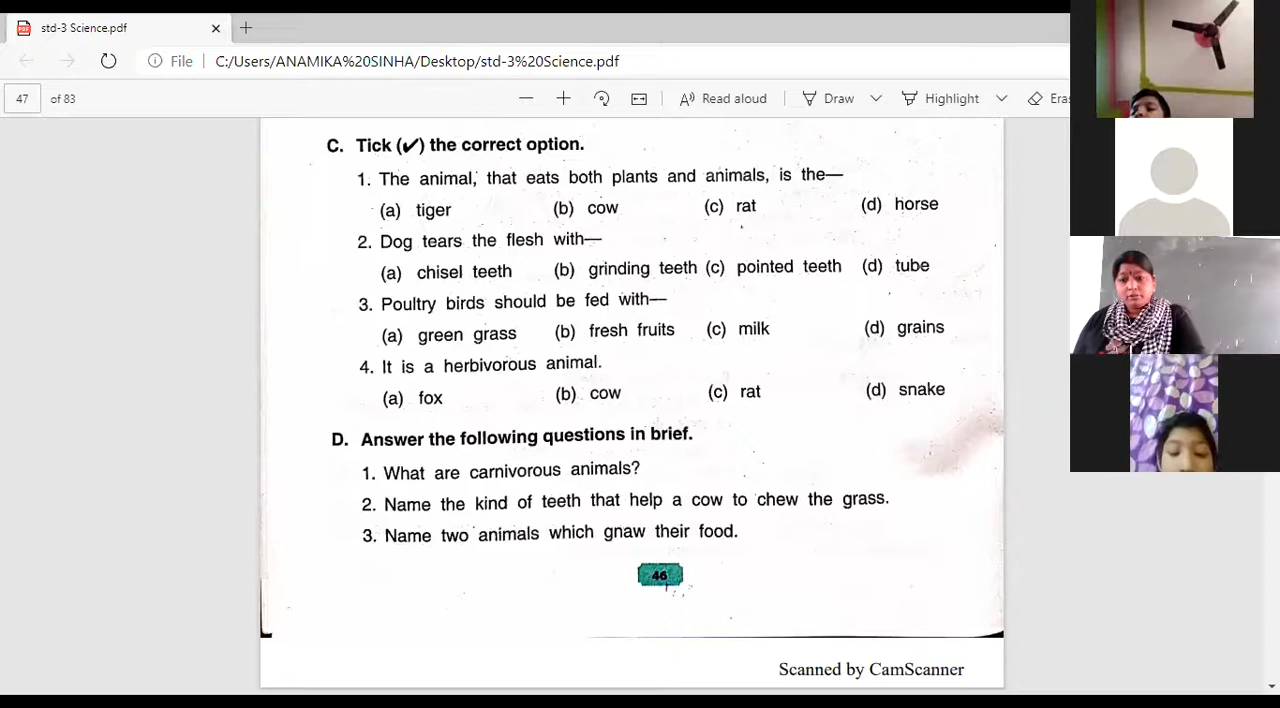 std-3 Science.pdf
File
C:/Users/ANAMIKA%20SINHA/Desktop/std-3%20Science.pdf
47 of 83
Read aloud
Draw
Highlight
Era
C. Tick (✓) the correct option.
1. The animal, that eats both plants and animals, is the—
(a) tiger (b) cow (c) rat (d) horse
2. Dog tears the flesh with—
(a) chisel teeth (b) grinding teeth (c) pointed teeth (d) tube
3. Poultry birds should be fed with—
(a) green grass (b) fresh fruits (c) milk (d) grains
4. It is a herbivorous animal.
(a) fox (b) cow (c) rat (d) snake
D. Answer the following questions in brief.
1. What are carnivorous animals?
2. Name the kind of teeth that help a cow to chew the grass.
3. Name two animals which gnaw their food.
46
Scanned by CamScanner